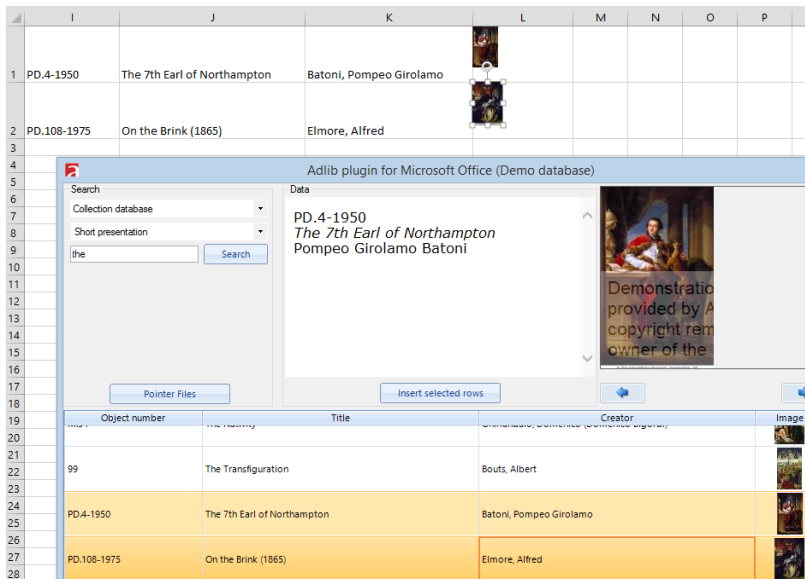 I J K L M N O P
1 PD.4-1950 The 7th Earl of Northampton Batoni, Pompeo Girolamo
2 PD.108-1975 On the Brink (1865) Elmore, Alfred
3
4
5
6
7
8
9
10
11
12
13
14
15
16
17
18
19
20
21
22
23
24
25
26
27
28
a Adlib plugin for Microsoft Office (Demo database)
Search
Collection database
Short presentation
the Search
Pointer Files
Data
PD.4-1950
The 7th Earl of Northampton
Pompeo Girolamo Batoni
Insert selected rows
Demonstratio
provided by A
copyright rem
owner of the
Object number Title Creator Image
99 The Transfiguration Bouts, Albert
PD.4-1950 The 7th Earl of Northampton Batoni, Pompeo Girolamo
PD.108-1975 On the Brink (1865) Elmore, Alfred